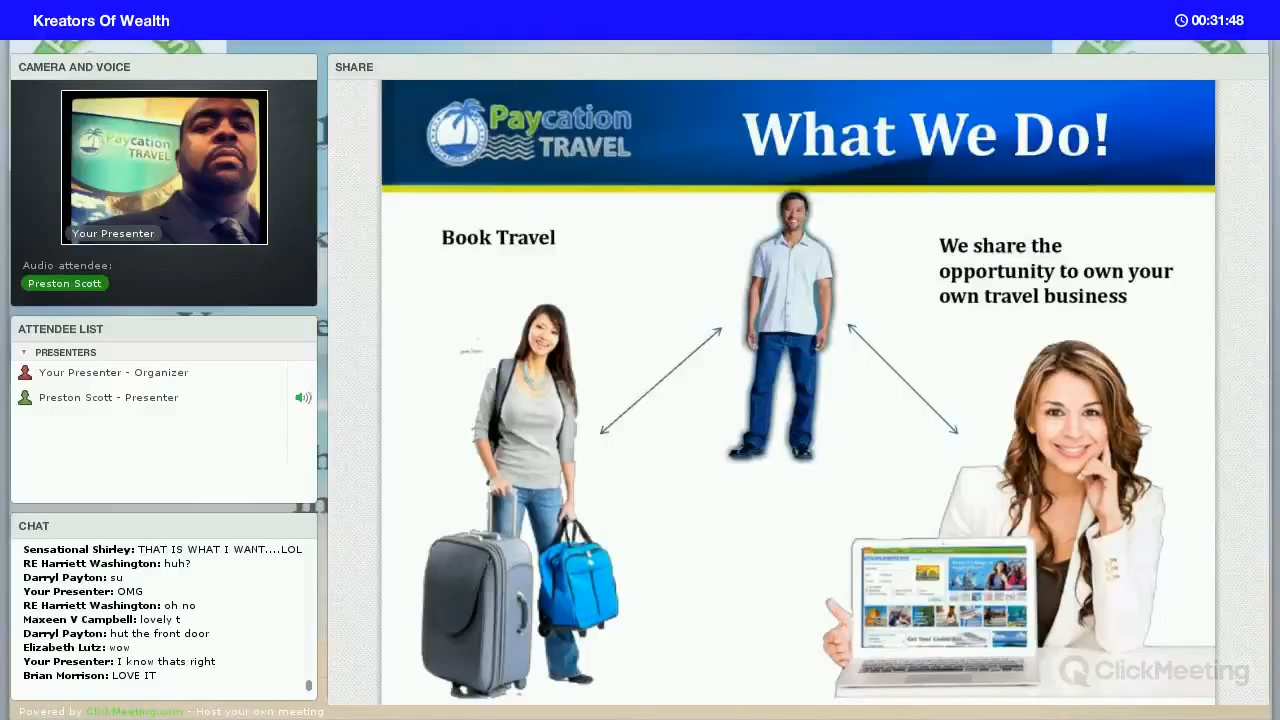 Kreators Of Wealth
00:31:48
CAMERA AND VOICE
Paycation
TRAVEL
Your Presenter
Audio attendee:
Preston Scott
ATTENDEE LIST
PRESENTERS
Your Presenter - Organizer
Preston Scott - Presenter
CHAT
Sensational Shirley: THAT IS WHAT I WANT....LOL
RE Harriett Washington:
Darryl Payton: su
Your Presenter: OMG
RE Harriett Washington: oh no
Maxeen V Campbell: lovely t
Darryl Payton: hut the front door
Elizabeth Lutz: wow
Your Presenter: I know thats right
Brian Morrison: LOVE IT
Powered by ClickMeeting.com - Host your own meeting
SHARE
Paycation
TRAVEL
What We Do!
Book Travel
We share the
opportunity to own your
own travel business
ClickMeeting